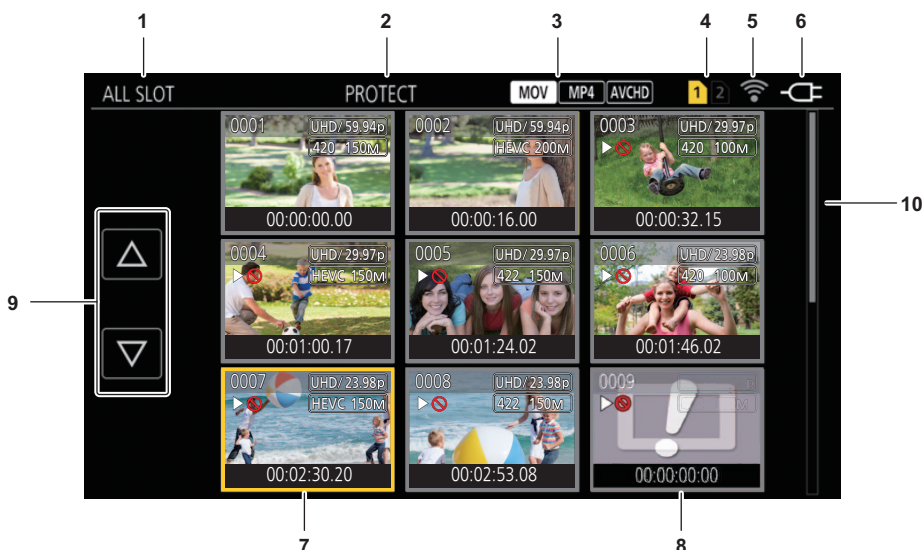 1 2 3 4 5 6
ALL SLOT PROTECT MOV MP4 AVCHD 1 2
0001 UHD/59.94p 0002 UHD/59.94p 0003 UHD/29.97p
420 150M HEVC 200M 420 100M
00:00:00.00 00:00:16.00 00:00:32.15
10
0004 UHD/29.97p 0005 UHD/29.97p 0006 UHD/23.98p
HEVC 150M 422 150M 420 100M
9
00:01:00.17 00:01:24.02 00:01:46.02
0007 UHD/23.98p 0008 UHD/23.98p 0009
HEVC 150M 422 150M
00:02:30.20 00:02:53.08 00:00:00:00
7 8